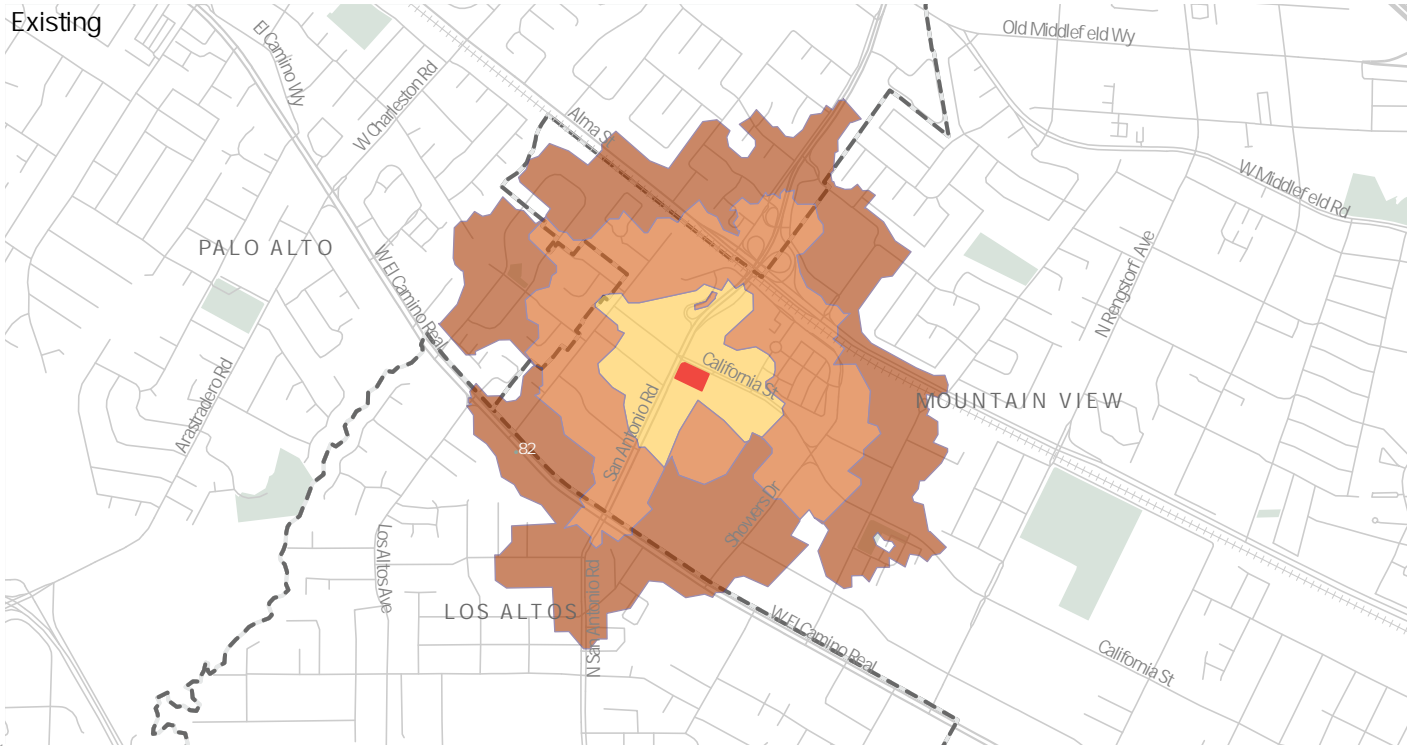 Existing
El Camino Wy
Old Middlefield Wy
W Charleston Rd
Alma St
W Middlefield Rd
PALO ALTO
W El Camino Real
N Rengstorf Ave
California St
Arastradero Rd
San Antonio Rd
MOUNTAIN VIEW
82
Showers Dr
Los Altos Ave
LOS ALTOS
N San Antonio Rd
W El Camino Real
California St